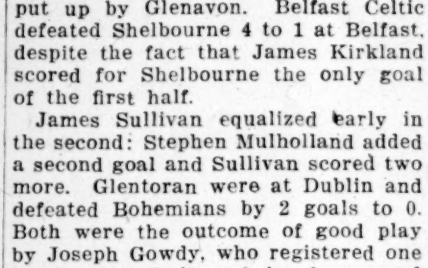 put up by Glenavon. Belfast Celtic
defeated Shelbourne 4 to 1 at Belfast,
despite the fact that James Kirkland
scored for Shelbourne the only goal
of the first half.
James Sullivan equalized early in
the second: Stephen Mulholland added
a second goal and Sullivan scored two
more. Glentoran were at Dublin and
defeated Bohemians by 2 goals to 0.
Both were the outcome of good play
by Joseph Gowdy, who registered one